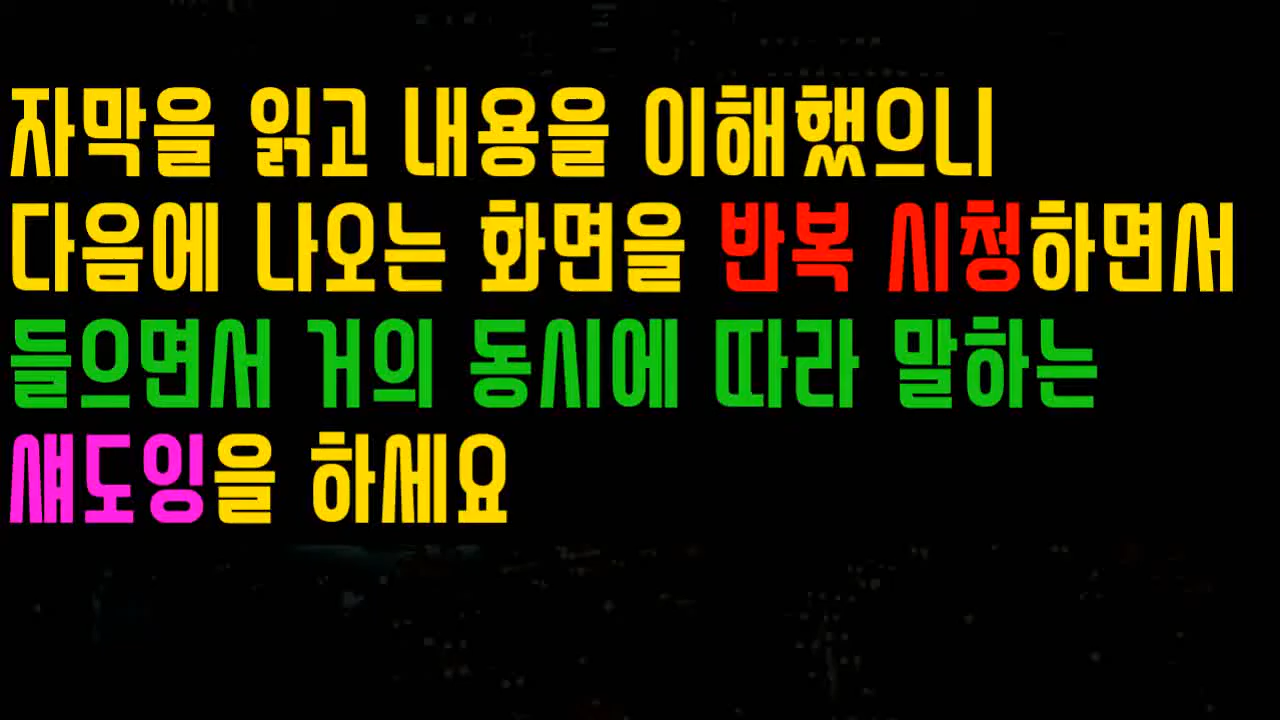 자막을 읽고 내용을 이해했으니
다음에 나오는 화면을 반복 시청하면서
들으면서 거의 동시에 따라 말하는
섀도잉을 하세요